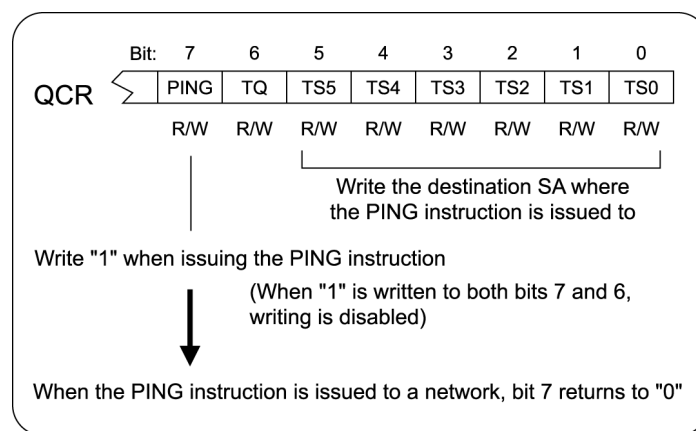 Bit: 7 6 5 4 3 2 1 0
QCR PING TQ TS5 TS4 TS3 TS2 TS1 TS0
R/W R/W R/W R/W R/W R/W R/W R/W
Write the destination SA where
the PING instruction is issued to
Write "1" when issuing the PING instruction
(When "1" is written to both bits 7 and 6,
writing is disabled)
When the PING instruction is issued to a network, bit 7 returns to "0"